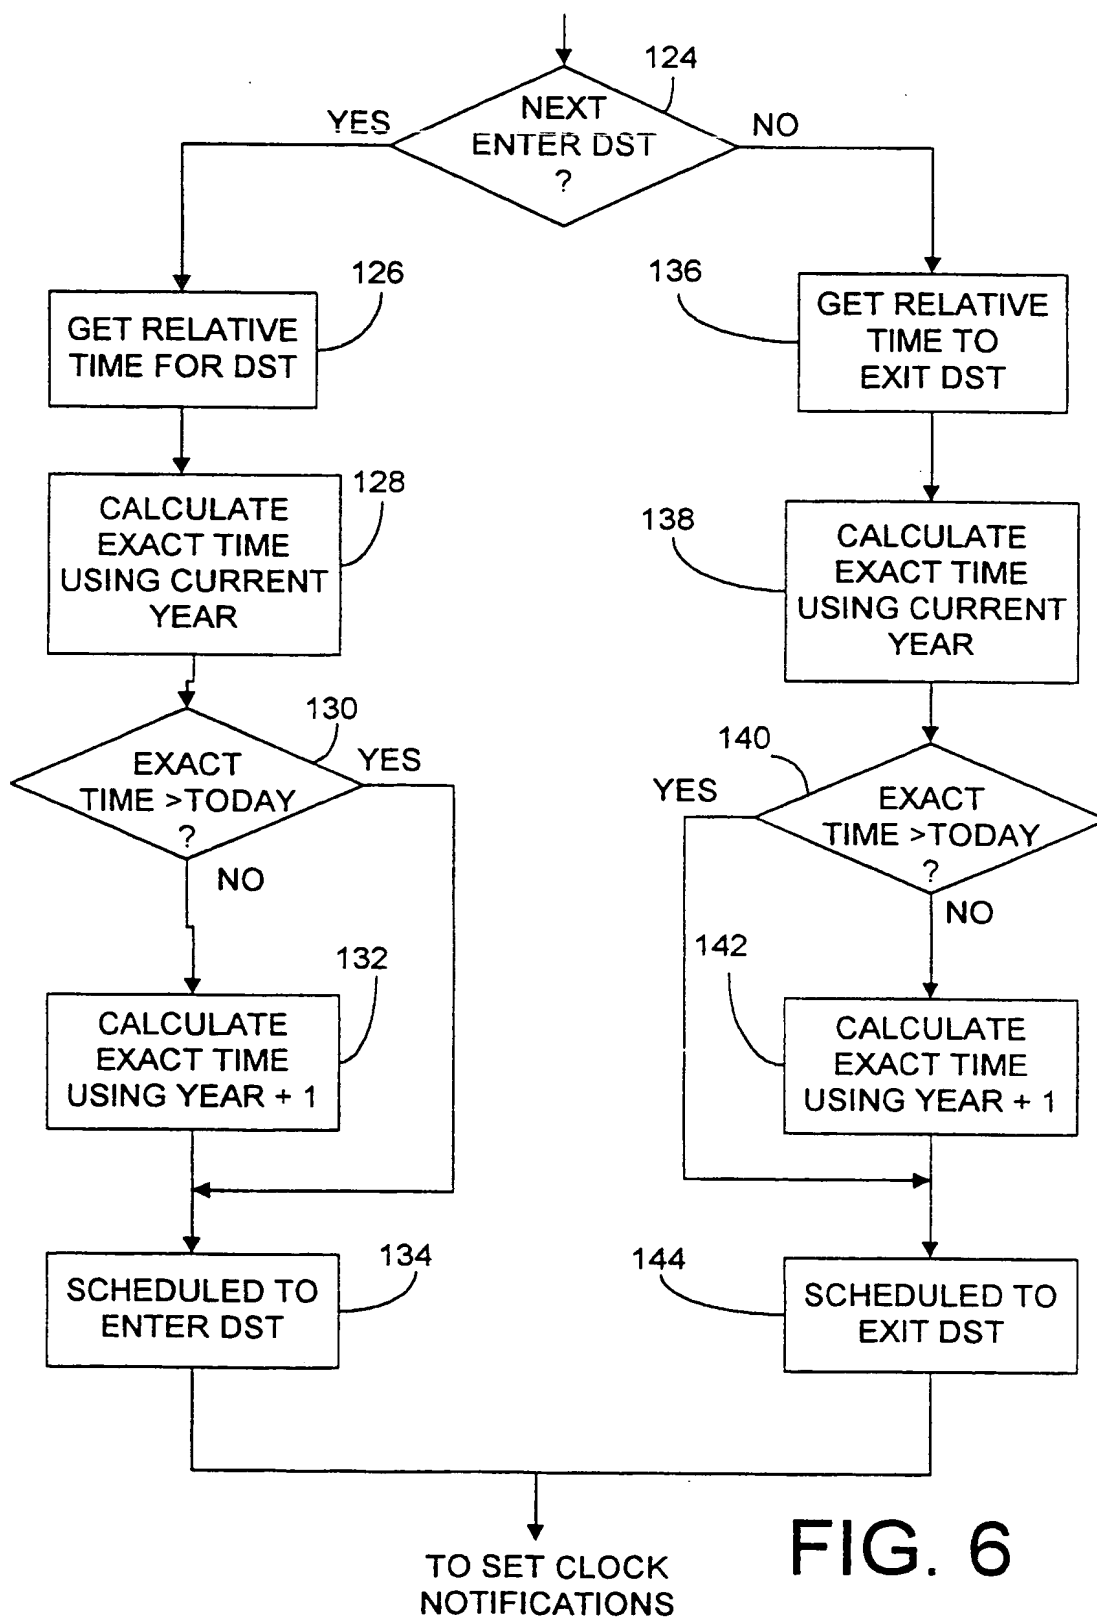 124
NEXT
ENTER DST
?
YES
NO
126
GET RELATIVE
TIME FOR DST
128
CALCULATE
EXACT TIME
USING CURRENT
YEAR
130
EXACT
TIME >TODAY
?
YES
NO
132
CALCULATE
EXACT TIME
USING YEAR + 1
134
SCHEDULED TO
ENTER DST
136
GET RELATIVE
TIME TO
EXIT DST
138
CALCULATE
EXACT TIME
USING CURRENT
YEAR
140
EXACT
TIME >TODAY
?
YES
NO
142
CALCULATE
EXACT TIME
USING YEAR + 1
144
SCHEDULED TO
EXIT DST
TO SET CLOCK
NOTIFICATIONS
FIG. 6